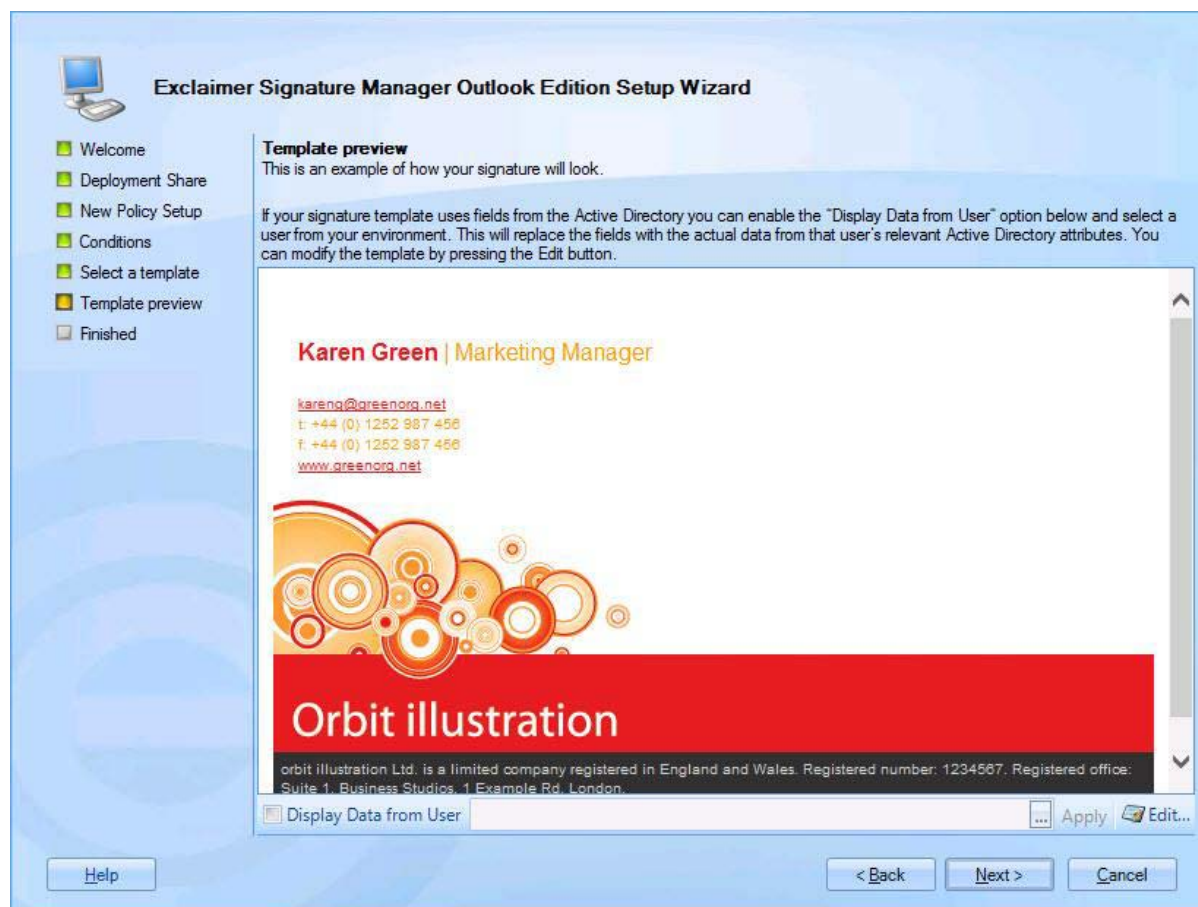 Exclaimer Signature Manager Outlook Edition Setup Wizard
Welcome
Deployment Share
New Policy Setup
Conditions
Select a template
Template preview
Finished
Template preview
This is an example of how your signature will look.
If your signature template uses fields from the Active Directory you can enable the "Display Data from User" option below and select a
user from your environment. This will replace the fields with the actual data from that user's relevant Active Directory attributes. You
can modify the template by pressing the Edit button.
Karen Green | Marketing Manager
kareng@greenorg.net
t: +44 (0) 1252 987 456
f: +44 (0) 1252 987 456
www.greenorg.net
Orbit illustration
orbit illustration Ltd. is a limited company registered in England and Wales. Registered number: 1234567. Registered office:
Suite 1, Business Studios, 1 Example Rd, London.
Display Data from User ... Apply Edit...
Help < Back Next > Cancel